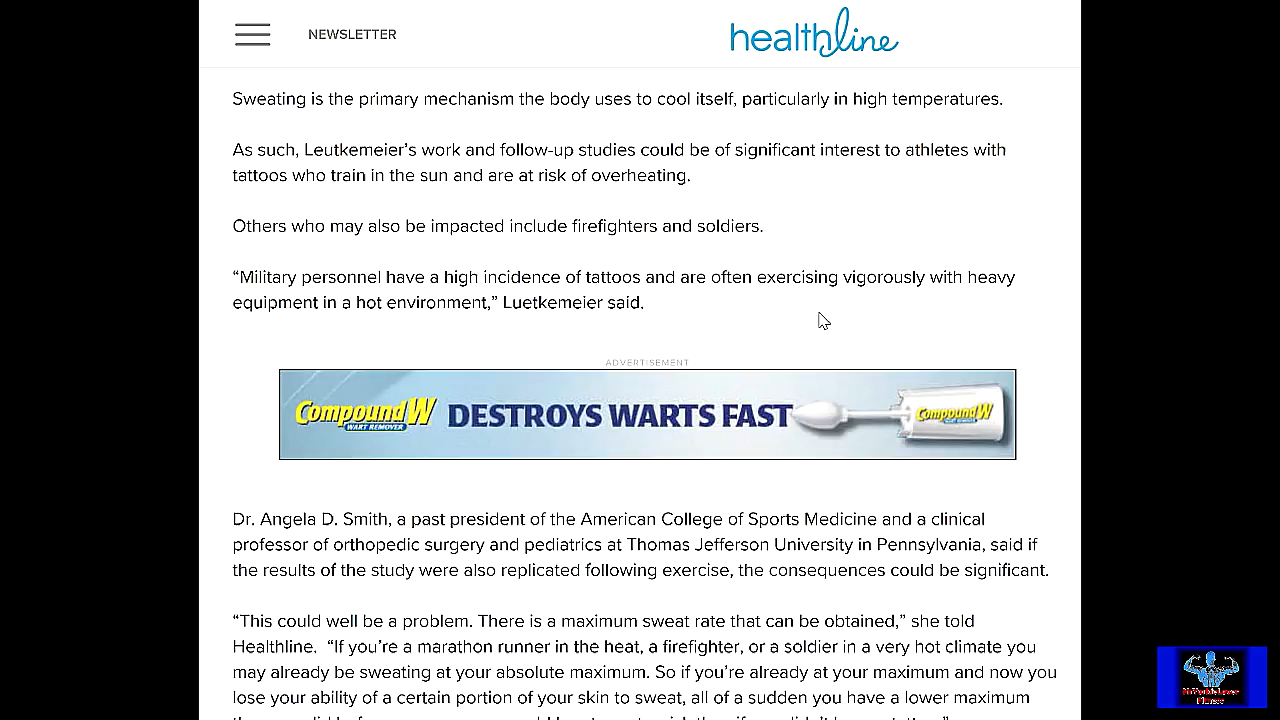 NEWSLETTER
healthline
Sweating is the primary mechanism the body uses to cool itself, particularly in high temperatures.
As such, Leutkemeier’s work and follow-up studies could be of significant interest to athletes with
tattoos who train in the sun and are at risk of overheating.
Others who may also be impacted include firefighters and soldiers.
“Military personnel have a high incidence of tattoos and are often exercising vigorously with heavy
equipment in a hot environment,” Luetkemeier said.
ADVERTISEMENT
Compound W
WART REMOVER
DESTROYS WARTS FAST
Compound W
Dr. Angela D. Smith, a past president of the American College of Sports Medicine and a clinical
professor of orthopedic surgery and pediatrics at Thomas Jefferson University in Pennsylvania, said if
the results of the study were also replicated following exercise, the consequences could be significant.
“This could well be a problem. There is a maximum sweat rate that can be obtained,” she told
Healthline.  “If you’re a marathon runner in the heat, a firefighter, or a soldier in a very hot climate you
may already be sweating at your absolute maximum. So if you’re already at your maximum and now you
lose your ability of a certain portion of your skin to sweat, all of a sudden you have a lower maximum
Fitness